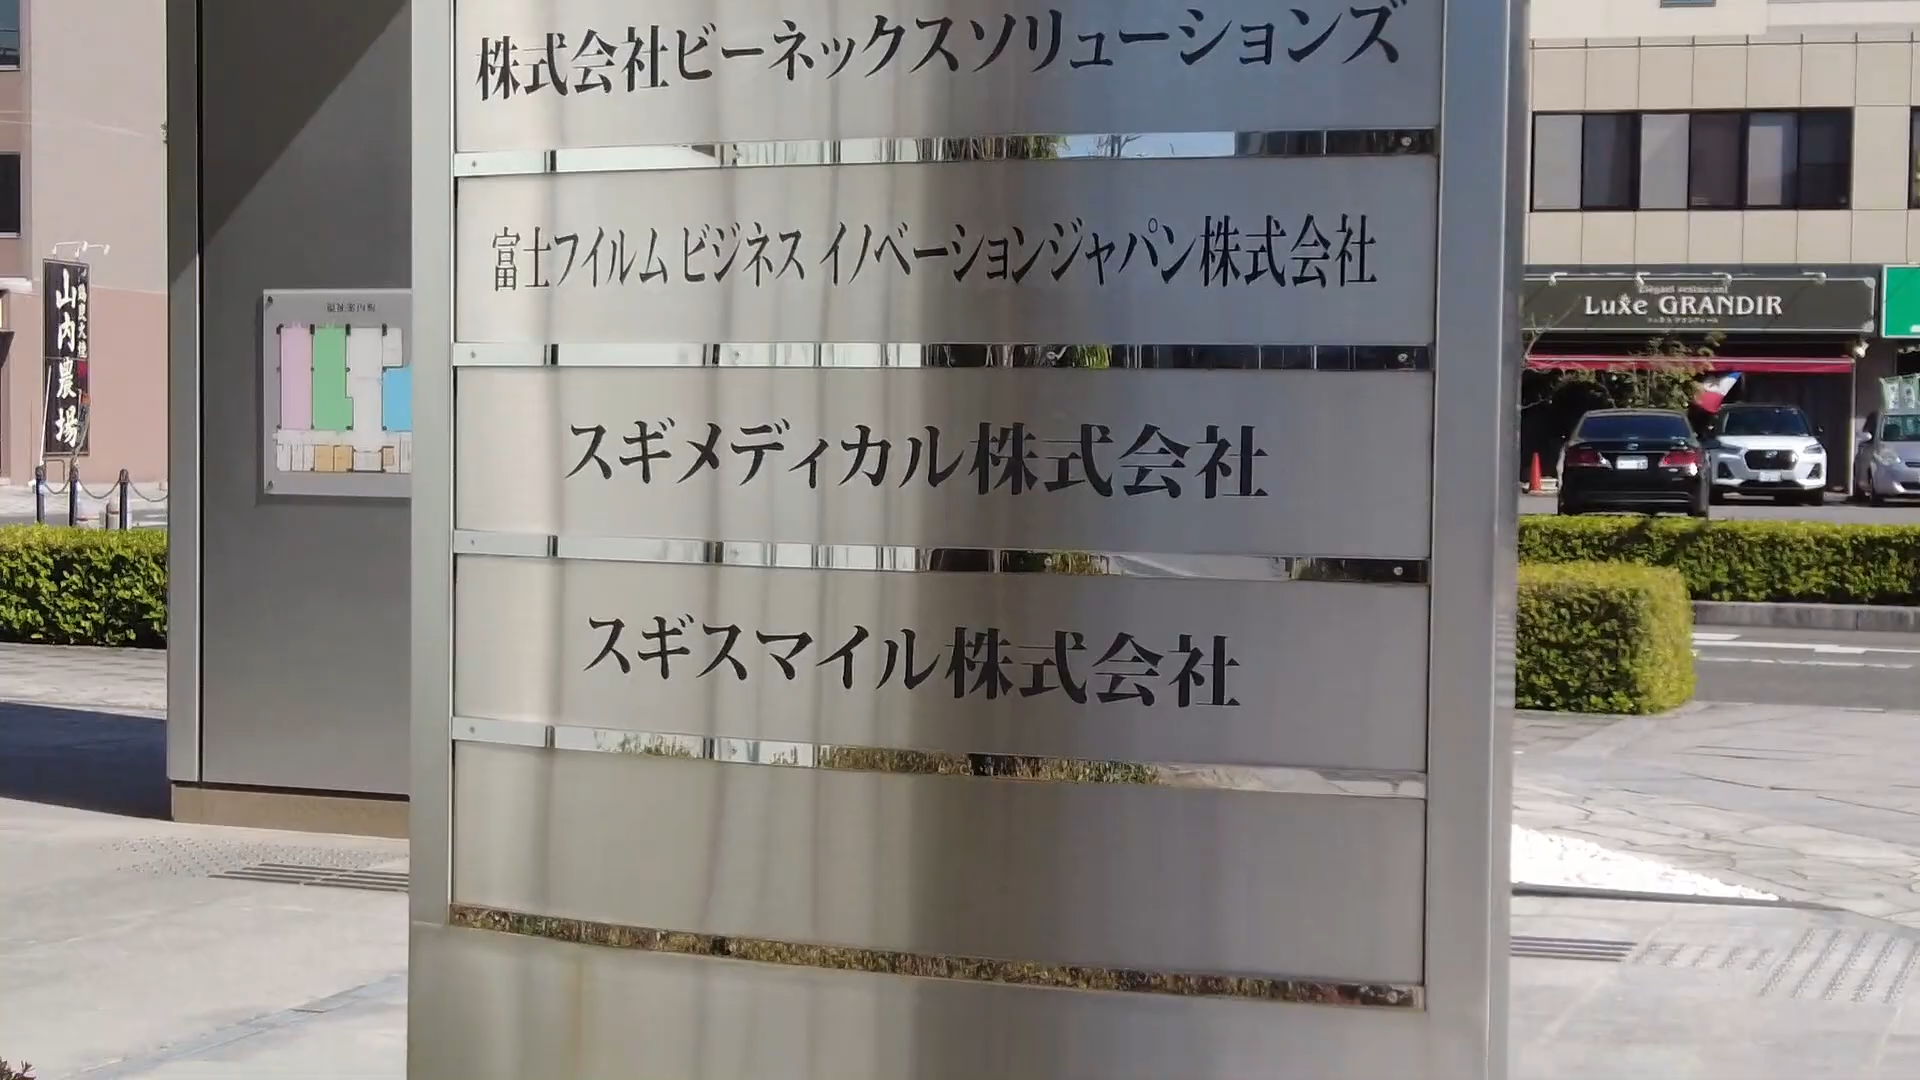 株式会社ビーネックスソリューションズ
富士フイルム ビジネス イノベーションジャパン株式会社
スギメディカル株式会社
スギスマイル株式会社
山内農場
Elegant restaurant
Luxe GRANDIR